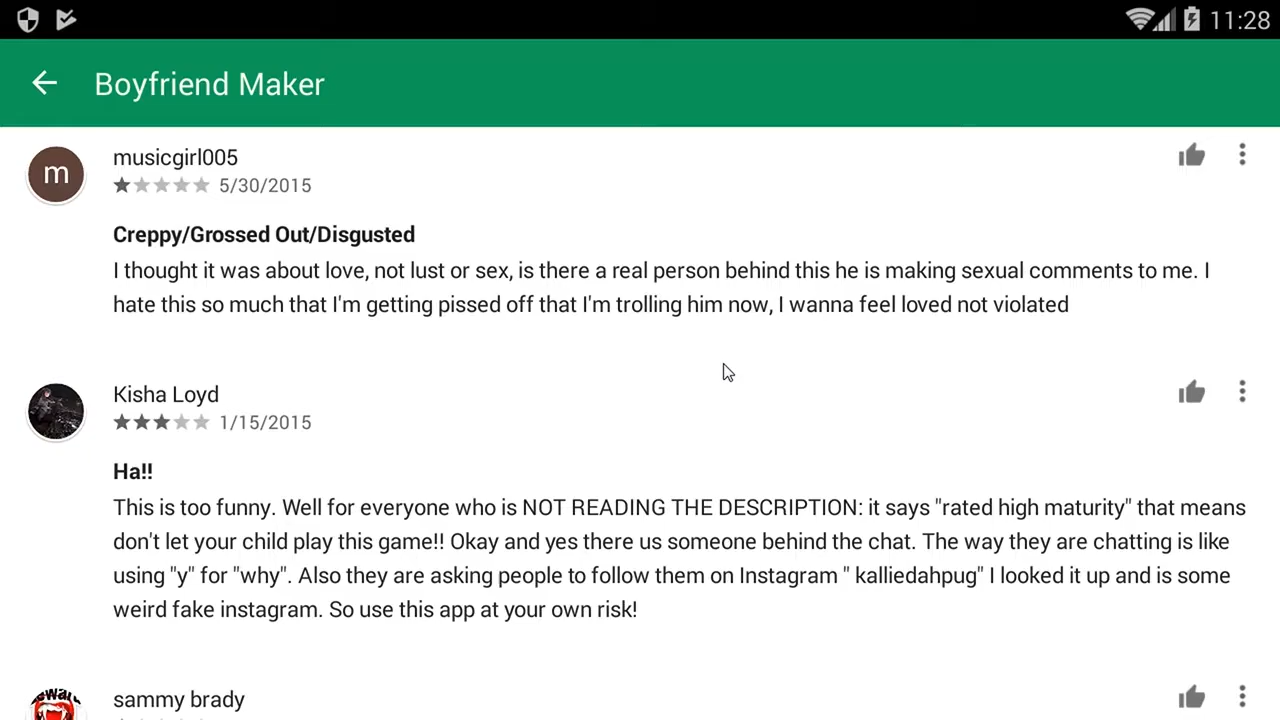 11:28
Boyfriend Maker
m
musicgirl005
5/30/2015
Creppy/Grossed Out/Disgusted
I thought it was about love, not lust or sex, is there a real person behind this he is making sexual comments to me. I
hate this so much that I'm getting pissed off that I'm trolling him now, I wanna feel loved not violated
Kisha Loyd
1/15/2015
Ha!!
This is too funny. Well for everyone who is NOT READING THE DESCRIPTION: it says "rated high maturity" that means
don't let your child play this game!! Okay and yes there us someone behind the chat. The way they are chatting is like
using "y" for "why". Also they are asking people to follow them on Instagram " kalliedahpug" I looked it up and is some
weird fake instagram. So use this app at your own risk!
sammy brady